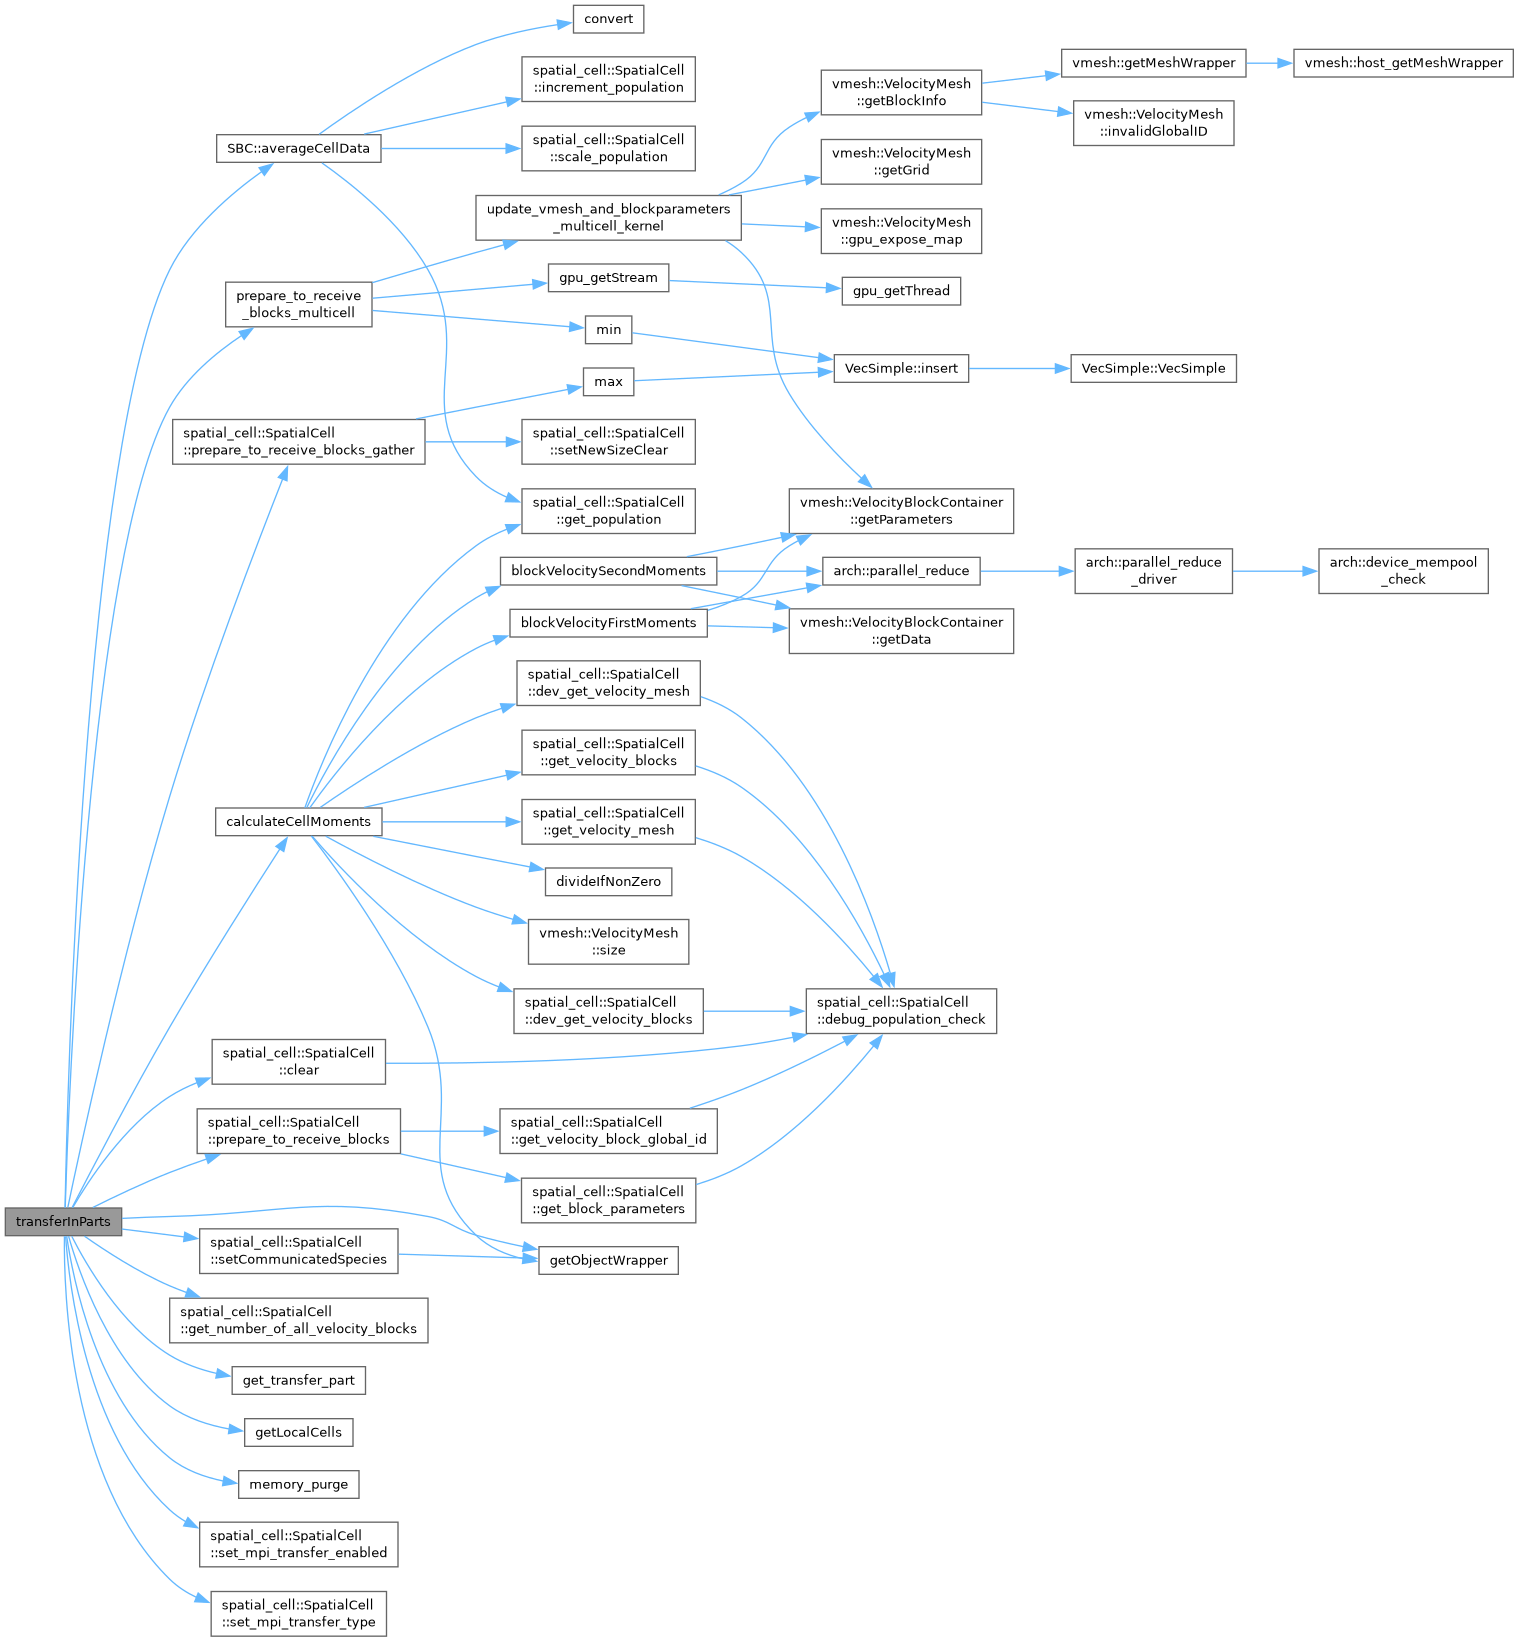 convert
spatial_cell::SpatialCell
::increment_population
vmesh::VelocityMesh
::getBlockInfo
vmesh::getMeshWrapper
vmesh::host_getMeshWrapper
vmesh::VelocityMesh
::invalidGlobalID
SBC::averageCellData
spatial_cell::SpatialCell
::scale_population
vmesh::VelocityMesh
::getGrid
update_vmesh_and_blockparameters
_multicell_kernel
vmesh::VelocityMesh
::gpu_expose_map
prepare_to_receive
_blocks_multicell
gpu_getStream
gpu_getThread
min
VecSimple::insert
VecSimple::VecSimple
max
spatial_cell::SpatialCell
::prepare_to_receive_blocks_gather
spatial_cell::SpatialCell
::setNewSizeClear
spatial_cell::SpatialCell
::get_population
vmesh::VelocityBlockContainer
::getParameters
blockVelocitySecondMoments
arch::parallel_reduce
arch::parallel_reduce
_driver
arch::device_mempool
_check
blockVelocityFirstMoments
vmesh::VelocityBlockContainer
::getData
spatial_cell::SpatialCell
::dev_get_velocity_mesh
spatial_cell::SpatialCell
::get_velocity_blocks
calculateCellMoments
spatial_cell::SpatialCell
::get_velocity_mesh
divideIfNonZero
vmesh::VelocityMesh
::size
spatial_cell::SpatialCell
::dev_get_velocity_blocks
spatial_cell::SpatialCell
::debug_population_check
spatial_cell::SpatialCell
::clear
spatial_cell::SpatialCell
::prepare_to_receive_blocks
spatial_cell::SpatialCell
::get_velocity_block_global_id
spatial_cell::SpatialCell
::get_block_parameters
transferInParts
spatial_cell::SpatialCell
::setCommunicatedSpecies
getObjectWrapper
spatial_cell::SpatialCell
::get_number_of_all_velocity_blocks
get_transfer_part
getLocalCells
memory_purge
spatial_cell::SpatialCell
::set_mpi_transfer_enabled
spatial_cell::SpatialCell
::set_mpi_transfer_type